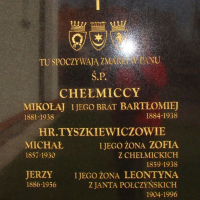 TU SPOCZYWAJĄ ZMARLI W PANU
Ś.P.
CHEŁMICCY
MIKOŁAJ I JEGO BRAT BARTŁOMIEJ
1881-1938 1884-1938
HR.TYSZKIEWICZOWIE
MICHAŁ I JEGO ŻONA ZOFIA
1857-1930 Z CHEŁMICKICH
1859-1938
JERZY I JEGO ŻONA LEONTYNA
1886-1956 Z JANTA POŁCZYŃSKICH
1904-1996